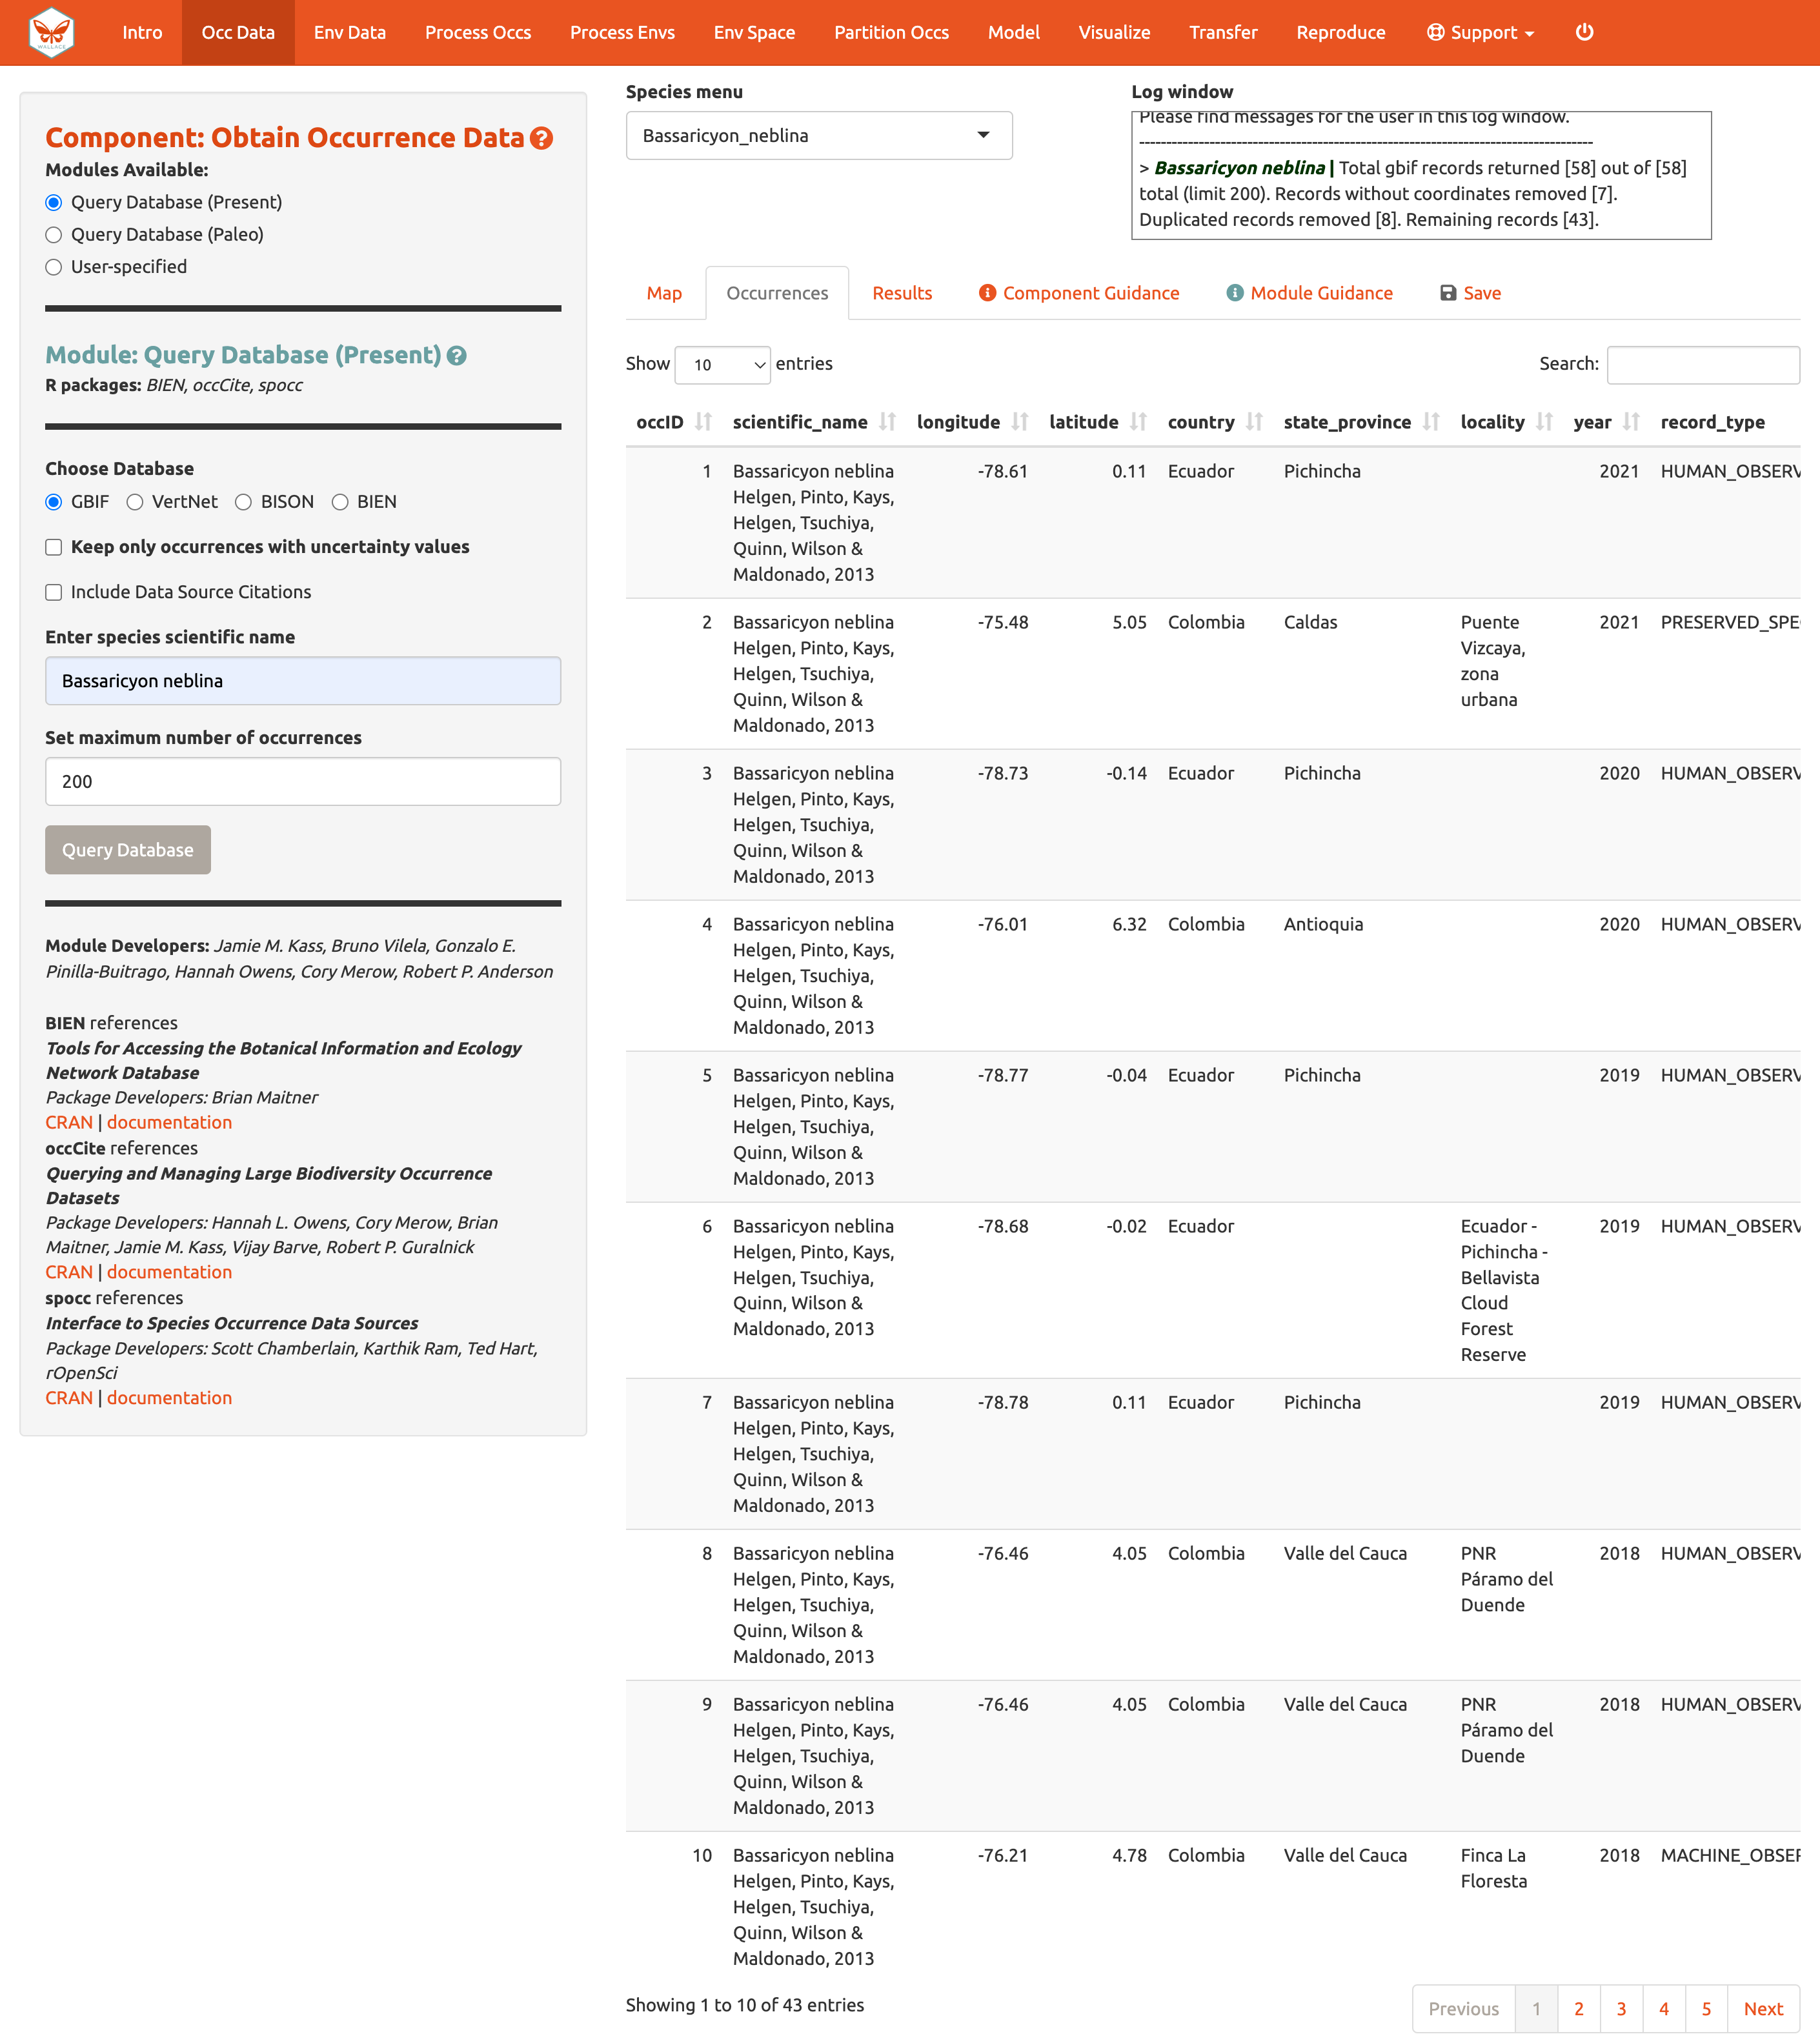 WALLACE
Intro
Occ Data
Env Data
Process Occs
Process Envs
Env Space
Partition Occs
Model
Visualize
Transfer
Reproduce
Support
Component: Obtain Occurrence Data
Modules Available:
Query Database (Present)
Query Database (Paleo)
User-specified
Module: Query Database (Present)
R packages: BIEN, occCite, spocc
Choose Database
GBIF VertNet BISON BIEN
Keep only occurrences with uncertainty values
Include Data Source Citations
Enter species scientific name
Bassaricyon neblina
Set maximum number of occurrences
200
Query Database
Module Developers: Jamie M. Kass, Bruno Vilela, Gonzalo E.
Pinilla-Buitrago, Hannah Owens, Cory Merow, Robert P. Anderson
BIEN references
Tools for Accessing the Botanical Information and Ecology
Network Database
Package Developers: Brian Maitner
CRAN | documentation
occCite references
Querying and Managing Large Biodiversity Occurrence
Datasets
Package Developers: Hannah L. Owens, Cory Merow, Brian
Maitner, Jamie M. Kass, Vijay Barve, Robert P. Guralnick
CRAN | documentation
spocc references
Interface to Species Occurrence Data Sources
Package Developers: Scott Chamberlain, Karthik Ram, Ted Hart,
rOpenSci
CRAN | documentation
Species menu
Bassaricyon_neblina
Log window
Please find messages for the user in this log window.
--------------------------------------------------------------------------------
> Bassaricyon neblina | Total gbif records returned [58] out of [58]
total (limit 200). Records without coordinates removed [7].
Duplicated records removed [8]. Remaining records [43].
Map
Occurrences
Results
Component Guidance
Module Guidance
Save
Show 10 entries
Search:
occID scientific_name longitude latitude country state_province locality year record_type
1 Bassaricyon neblina -78.61 0.11 Ecuador Pichincha 2021 HUMAN_OBSERV
Helgen, Pinto, Kays,
Helgen, Tsuchiya,
Quinn, Wilson &
Maldonado, 2013
2 Bassaricyon neblina -75.48 5.05 Colombia Caldas Puente 2021 PRESERVED_SPE
Helgen, Pinto, Kays, Vizcaya,
Helgen, Tsuchiya, zona
Quinn, Wilson & urbana
Maldonado, 2013
3 Bassaricyon neblina -78.73 -0.14 Ecuador Pichincha 2020 HUMAN_OBSERV
Helgen, Pinto, Kays,
Helgen, Tsuchiya,
Quinn, Wilson &
Maldonado, 2013
4 Bassaricyon neblina -76.01 6.32 Colombia Antioquia 2020 HUMAN_OBSERV
Helgen, Pinto, Kays,
Helgen, Tsuchiya,
Quinn, Wilson &
Maldonado, 2013
5 Bassaricyon neblina -78.77 -0.04 Ecuador Pichincha 2019 HUMAN_OBSERV
Helgen, Pinto, Kays,
Helgen, Tsuchiya,
Quinn, Wilson &
Maldonado, 2013
6 Bassaricyon neblina -78.68 -0.02 Ecuador Ecuador - 2019 HUMAN_OBSERV
Helgen, Pinto, Kays, Pichincha -
Helgen, Tsuchiya, Bellavista
Quinn, Wilson & Cloud
Maldonado, 2013 Forest
Reserve
7 Bassaricyon neblina -78.78 0.11 Ecuador Pichincha 2019 HUMAN_OBSERV
Helgen, Pinto, Kays,
Helgen, Tsuchiya,
Quinn, Wilson &
Maldonado, 2013
8 Bassaricyon neblina -76.46 4.05 Colombia Valle del Cauca PNR 2018 HUMAN_OBSERV
Helgen, Pinto, Kays, Páramo del
Helgen, Tsuchiya, Duende
Quinn, Wilson &
Maldonado, 2013
9 Bassaricyon neblina -76.46 4.05 Colombia Valle del Cauca PNR 2018 HUMAN_OBSERV
Helgen, Pinto, Kays, Páramo del
Helgen, Tsuchiya, Duende
Quinn, Wilson &
Maldonado, 2013
10 Bassaricyon neblina -76.21 4.78 Colombia Valle del Cauca Finca La 2018 MACHINE_OBSE
Helgen, Pinto, Kays, Floresta
Helgen, Tsuchiya,
Quinn, Wilson &
Maldonado, 2013
Showing 1 to 10 of 43 entries
Previous 1 2 3 4 5 Next